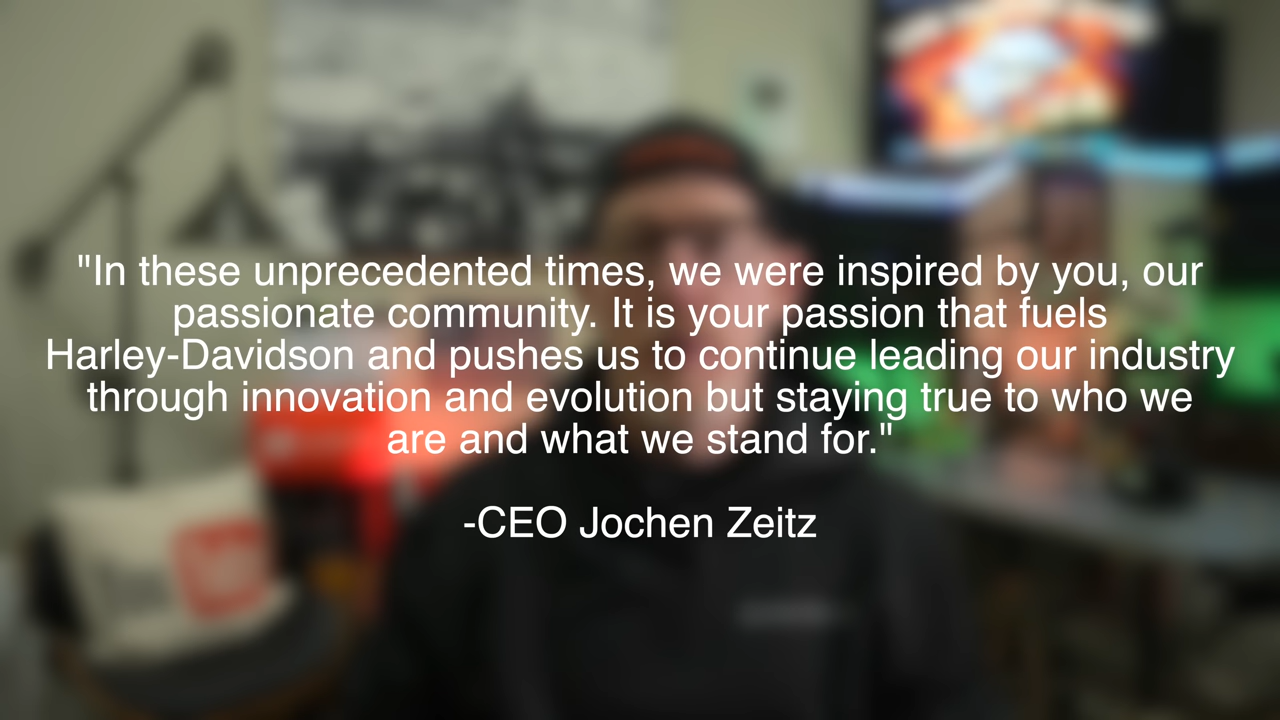 "In these unprecedented times, we were inspired by you, our
passionate community. It is your passion that fuels
Harley-Davidson and pushes us to continue leading our industry
through innovation and evolution but staying true to who we
are and what we stand for."
-CEO Jochen Zeitz